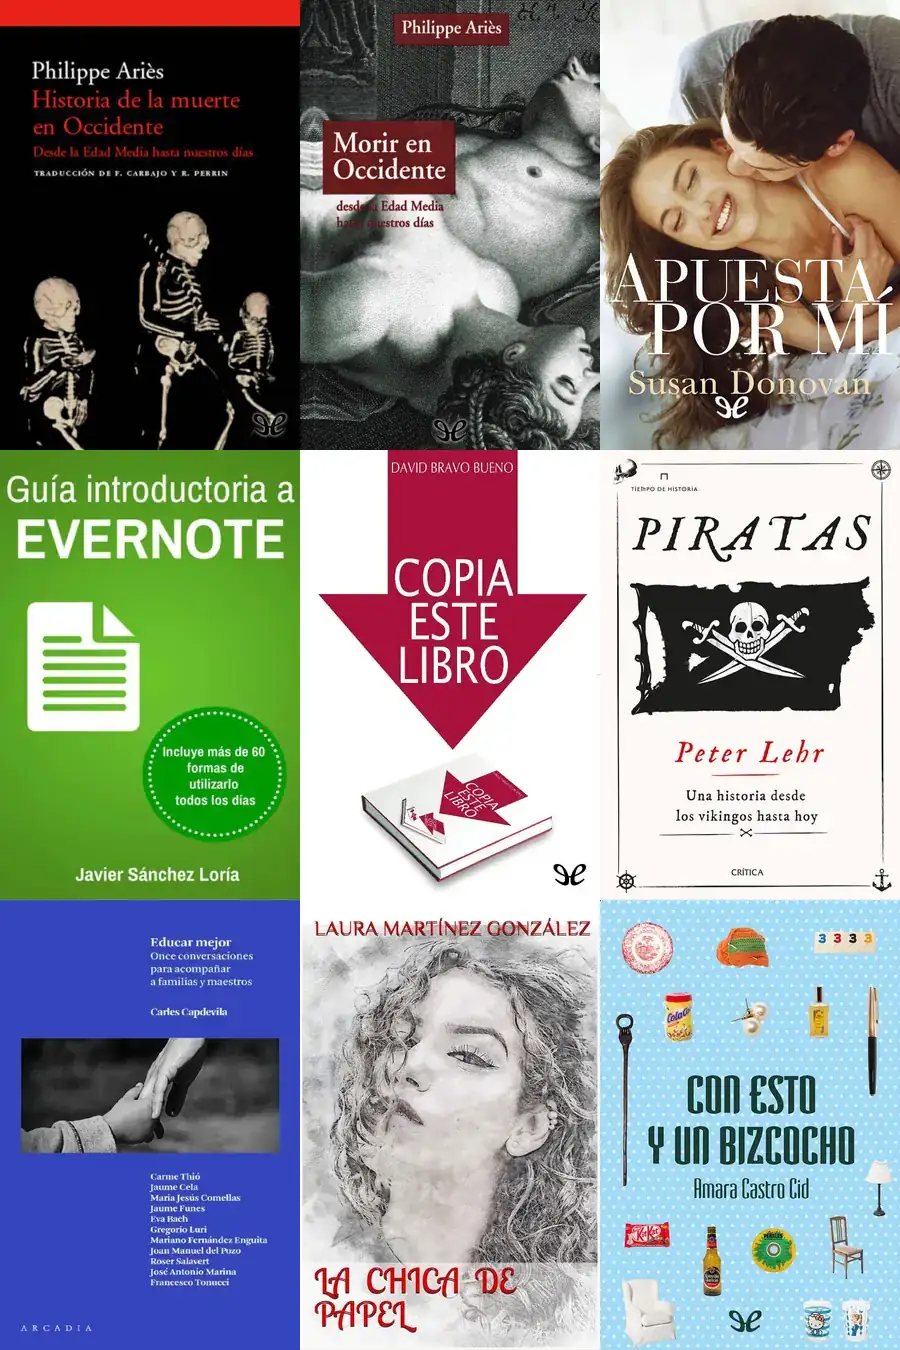 Philippe Ariès
Historia de la muerte
en Occidente
Desde la Edad Media hasta nuestros días
TRADUCCIÓN DE F. CARBAJO Y R. PERRIN
Philippe Ariès
Morir en
Occidente
desde la Edad Media
hasta nuestros días
APUESTA
POR MÍ
Susan Donovan
Guía introductoria a
EVERNOTE
Incluye más de 60
formas de
utilizarlo
todos los días
Javier Sánchez Loría
DAVID BRAVO BUENO
COPIA
ESTE
LIBRO
COPIA
ESTE
LIBRO
TIEMPO DE HISTORIA
PIRATAS
Peter Lehr
Una historia desde
los vikingos hasta hoy
CRÍTICA
Educar mejor
Once conversaciones
para acompañar
a familias y maestros
Carles Capdevila
Carme Thió
Jaume Cela
Maria Jesús Comellas
Jaume Funes
Eva Bach
Gregorio Luri
Mariano Fernández Enguita
Joan Manuel del Pozo
Roser Salavert
José Antonio Marina
Francesco Tonucci
ARCADIA
LAURA MARTÍNEZ GONZÁLEZ
LA CHICA DE
PAPEL
3 3 3 3
ColaCao
CON ESTO
Y UN BIZCOCHO
Amara Castro Cid